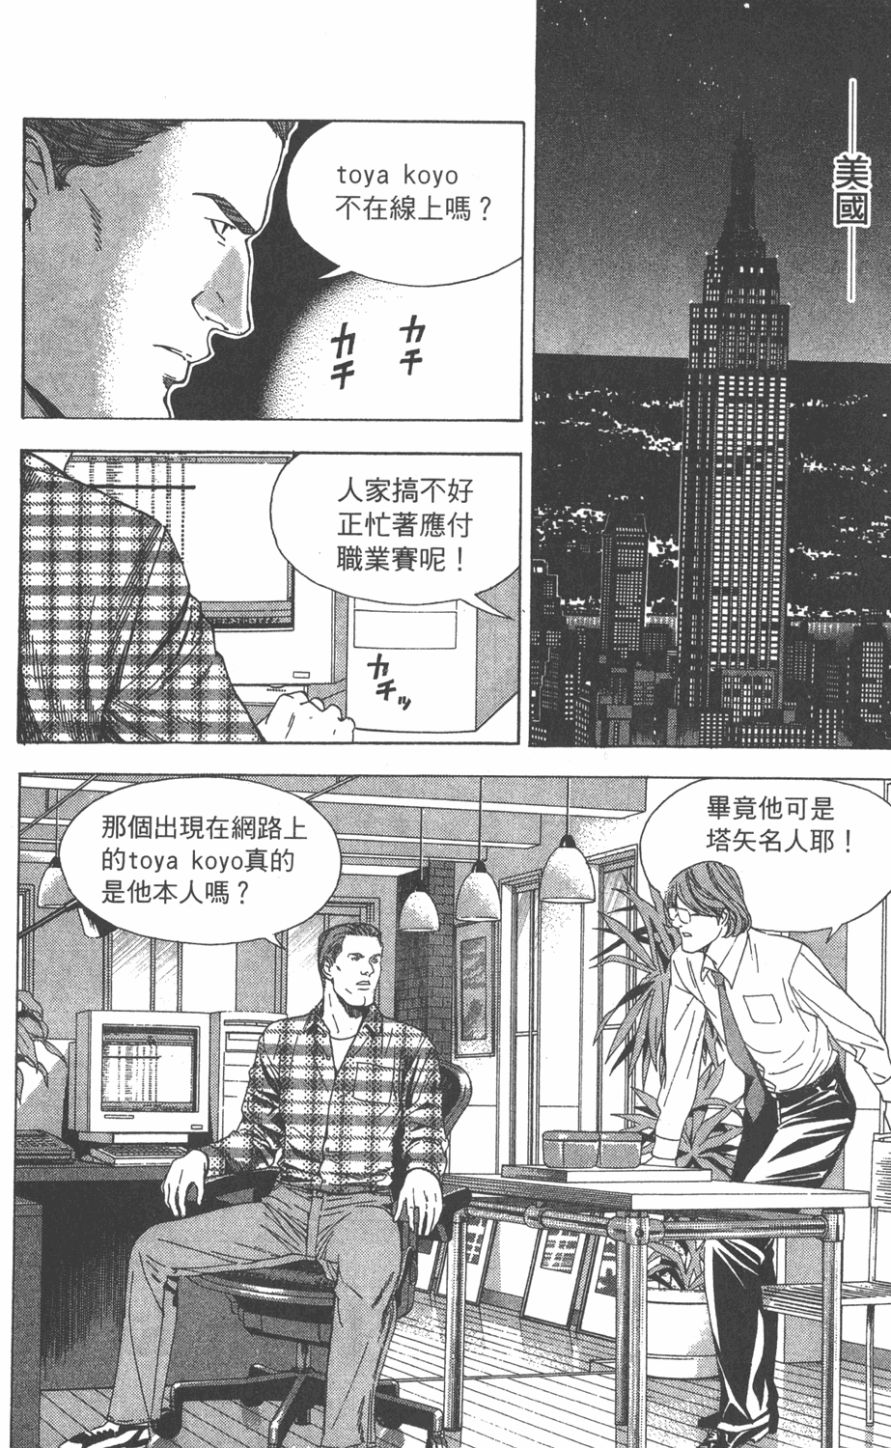 美國
toya koyo
不在線上嗎？
カチ
カチ
人家搞不好
正忙著應付
職業賽呢！
カチッ
畢竟他可是
塔矢名人耶！
那個出現在網路上
的toya koyo真的
是他本人嗎？